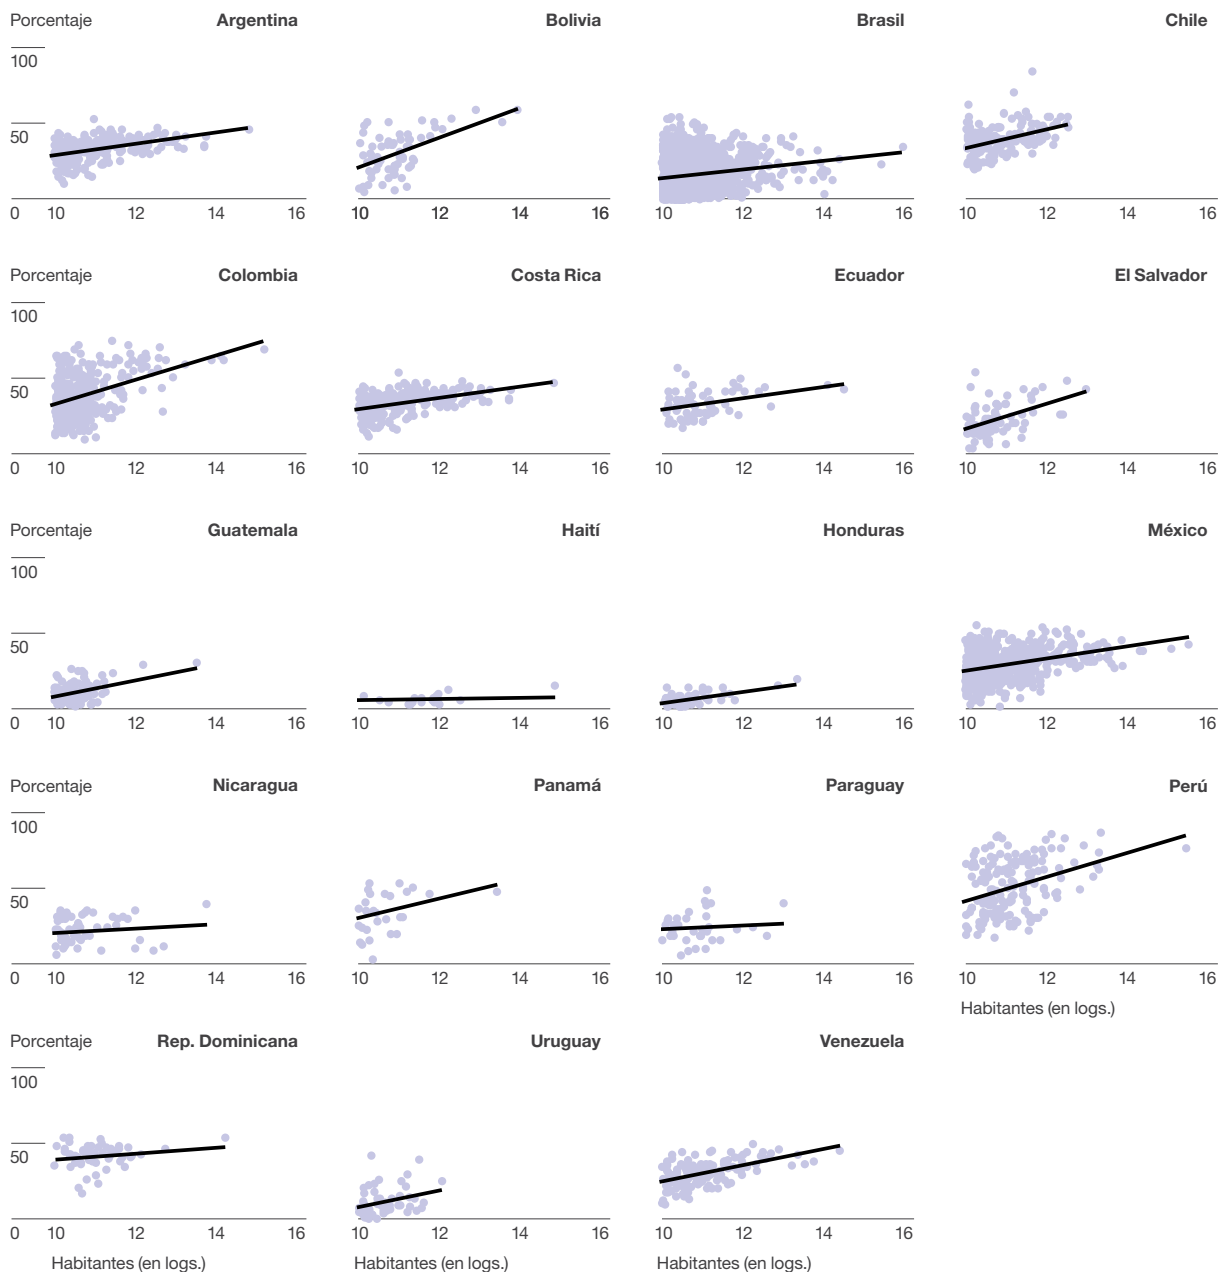 Porcentaje Argentina Bolivia Brasil Chile
100
50
0 10 12 14 16 10 12 14 16 10 12 14 16 10 12 14 16
Porcentaje Colombia Costa Rica Ecuador El Salvador
100
50
0 10 12 14 16 10 12 14 16 10 12 14 16 10 12 14 16
Porcentaje Guatemala Haití Honduras México
100
50
0 10 12 14 16 10 12 14 16 10 12 14 16 10 12 14 16
Porcentaje Nicaragua Panamá Paraguay Perú
100
50
0 10 12 14 16 10 12 14 16 10 12 14 16 10 12 14 16
Habitantes (en logs.)
Porcentaje Rep. Dominicana Uruguay Venezuela
100
50
0 10 12 14 16 10 12 14 16 10 12 14 16
Habitantes (en logs.) Habitantes (en logs.) Habitantes (en logs.)